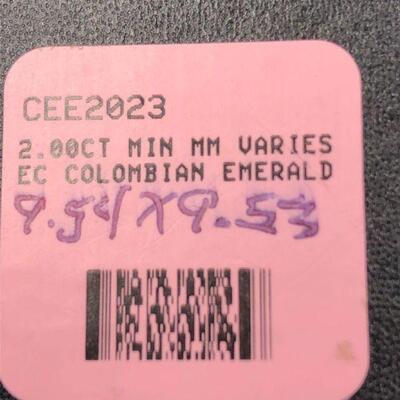 CEE2023
2.00CT MIN MM VARIES
EC COLOMBIAN EMERALD
9.54X9.53